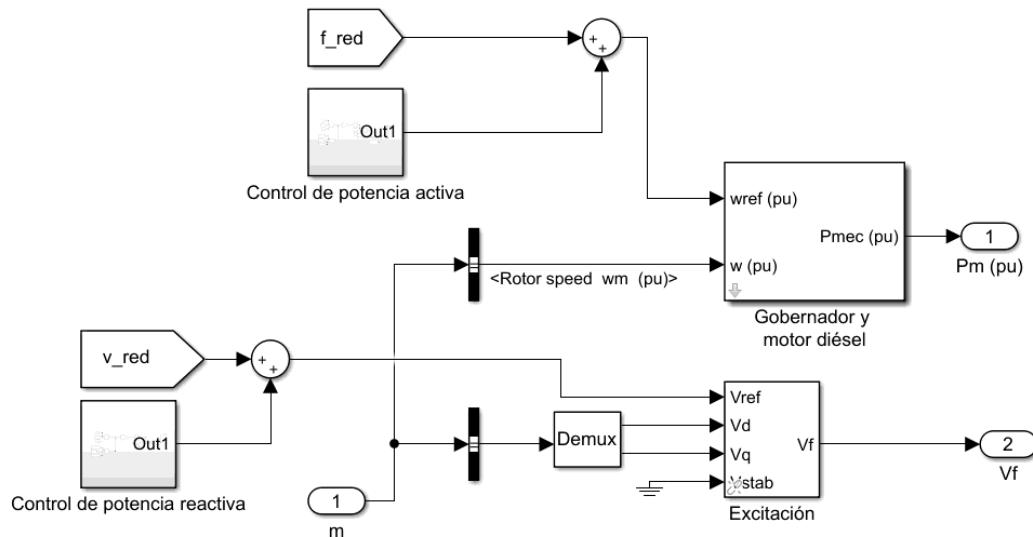 f_red
+
+
Out1
Control de potencia activa
wref (pu)
Pmec (pu)
w (pu)
1
Pm (pu)
<Rotor speed wm (pu)>
Gobernador y
motor diésel
v_red
+
+
Out1
Control de potencia reactiva
Demux
Vref
Vd
Vq
Vstab
Vf
Excitación
2
Vf
1
m